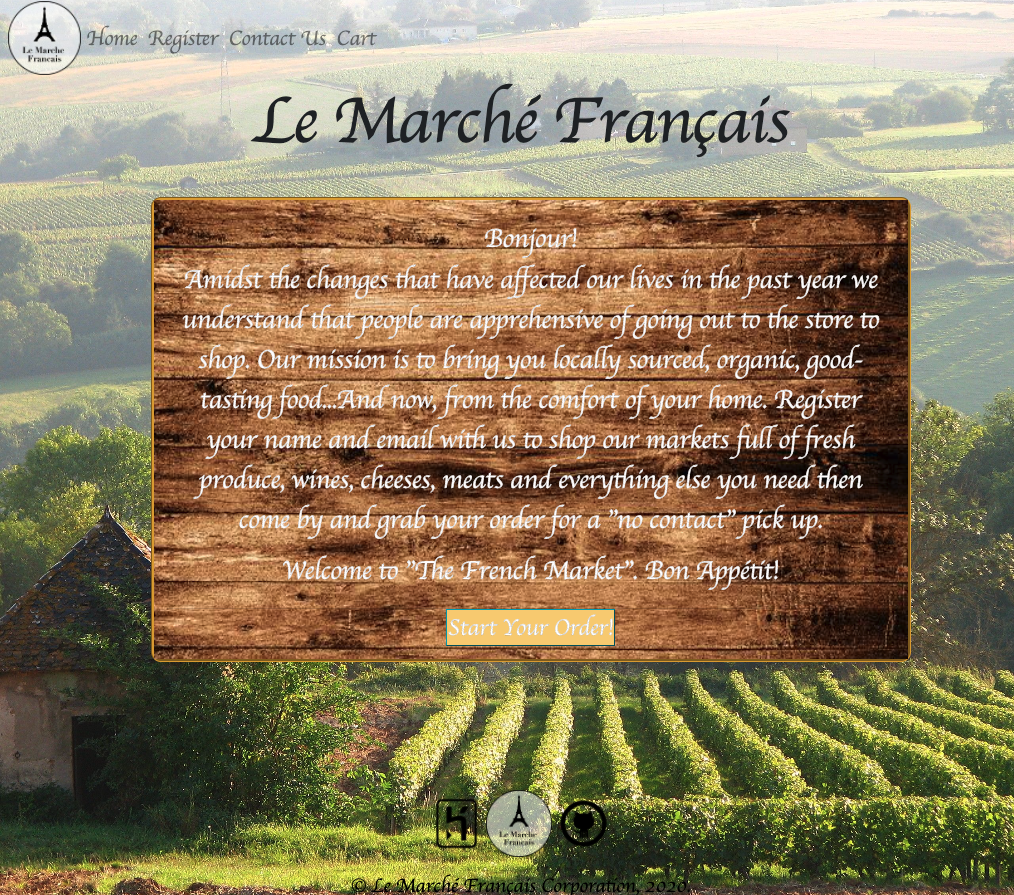 Le Marche
Francais
Home Register Contact Us Cart
Le Marché Français
Bonjour!
Amidst the changes that have affected our lives in the past year we
understand that people are apprehensive of going out to the store to
shop. Our mission is to bring you locally sourced, organic, good-
tasting food...And now, from the comfort of your home. Register
your name and email with us to shop our markets full of fresh
produce, wines, cheeses, meats and everything else you need then
come by and grab your order for a "no contact" pick up.
Welcome to "The French Market". Bon Appétit!
Start Your Order!
Le Marche
Francais
© Le Marché Français Corporation, 2020.